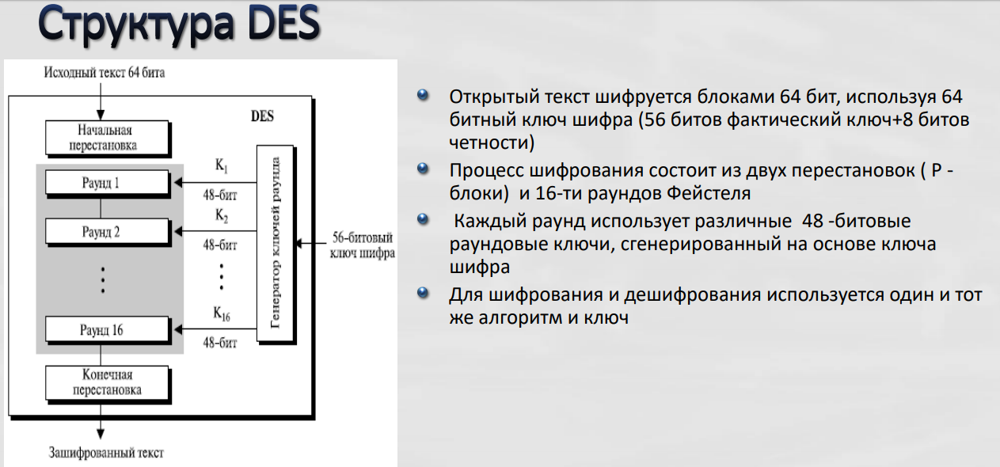 Структура DES
Исходный текст 64 бита
DES
Начальная
перестановка
K1
Раунд 1
48-бит
K2
Раунд 2
48-бит
Генератор ключей раунда
56-битовый
ключ шифра
K16
Раунд 16
48-бит
Конечная
перестановка
Зашифрованный текст
Открытый текст шифруется блоками 64 бит, используя 64
битный ключ шифра (56 битов фактический ключ+8 битов
четности)
Процесс шифрования состоит из двух перестановок ( P -
блоки) и 16-ти раундов Фейстеля
Каждый раунд использует различные 48 -битовые
раундовые ключи, сгенерированный на основе ключа
шифра
Для шифрования и дешифрования используется один и тот
же алгоритм и ключ